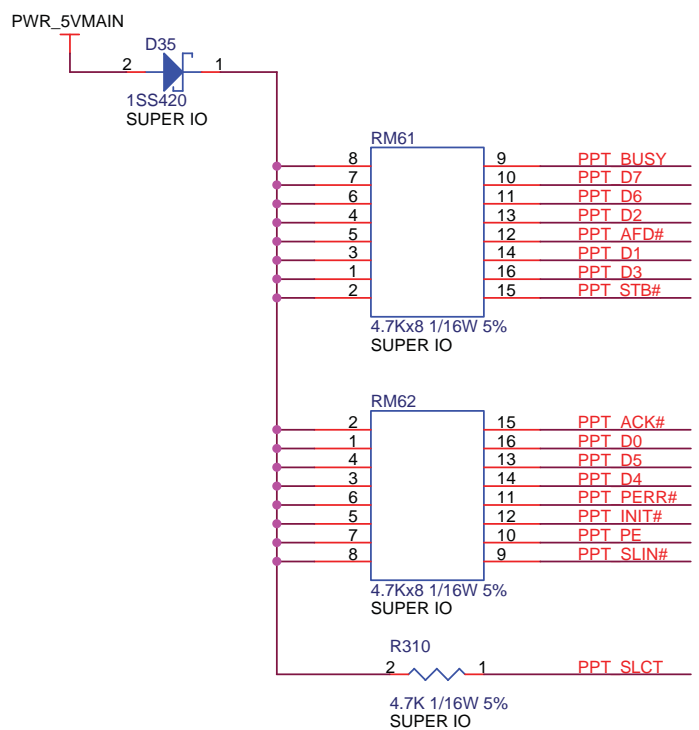 PWR_5VMAIN
D35
2 1
1SS420
SUPER IO
RM61
8 9 PPT_BUSY
7 10 PPT_D7
6 11 PPT_D6
4 13 PPT_D2
5 12 PPT_AFD#
3 14 PPT_D1
1 16 PPT_D3
2 15 PPT_STB#
4.7Kx8 1/16W 5%
SUPER IO
RM62
2 15 PPT_ACK#
1 16 PPT_D0
4 13 PPT_D5
3 14 PPT_D4
6 11 PPT_PERR#
5 12 PPT_INIT#
7 10 PPT_PE
8 9 PPT_SLIN#
4.7Kx8 1/16W 5%
SUPER IO
R310
2 1 PPT_SLCT
4.7K 1/16W 5%
SUPER IO